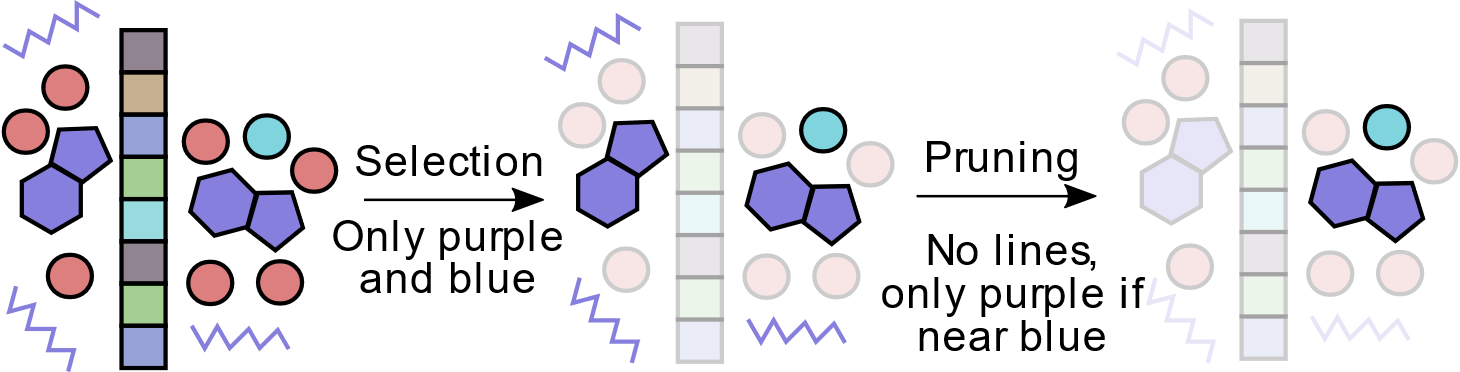 Selection
Only purple
and blue
Pruning
No lines,
only purple if
near blue